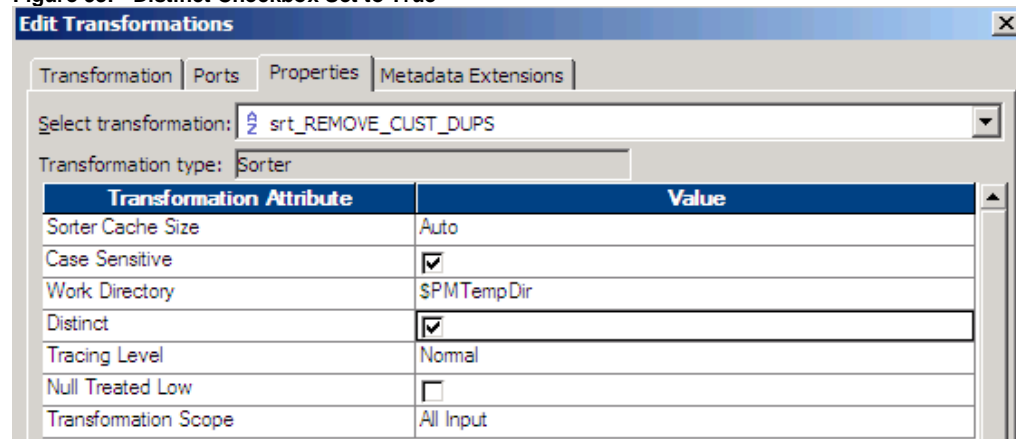 Edit Transformations
Transformation Ports Properties Metadata Extensions
Select transformation: srt_REMOVE_CUST_DUPS
Transformation type: Sorter
Transformation Attribute Value
Sorter Cache Size Auto
Case Sensitive
Work Directory $PMTempDir
Distinct
Tracing Level Normal
Null Treated Low
Transformation Scope All Input